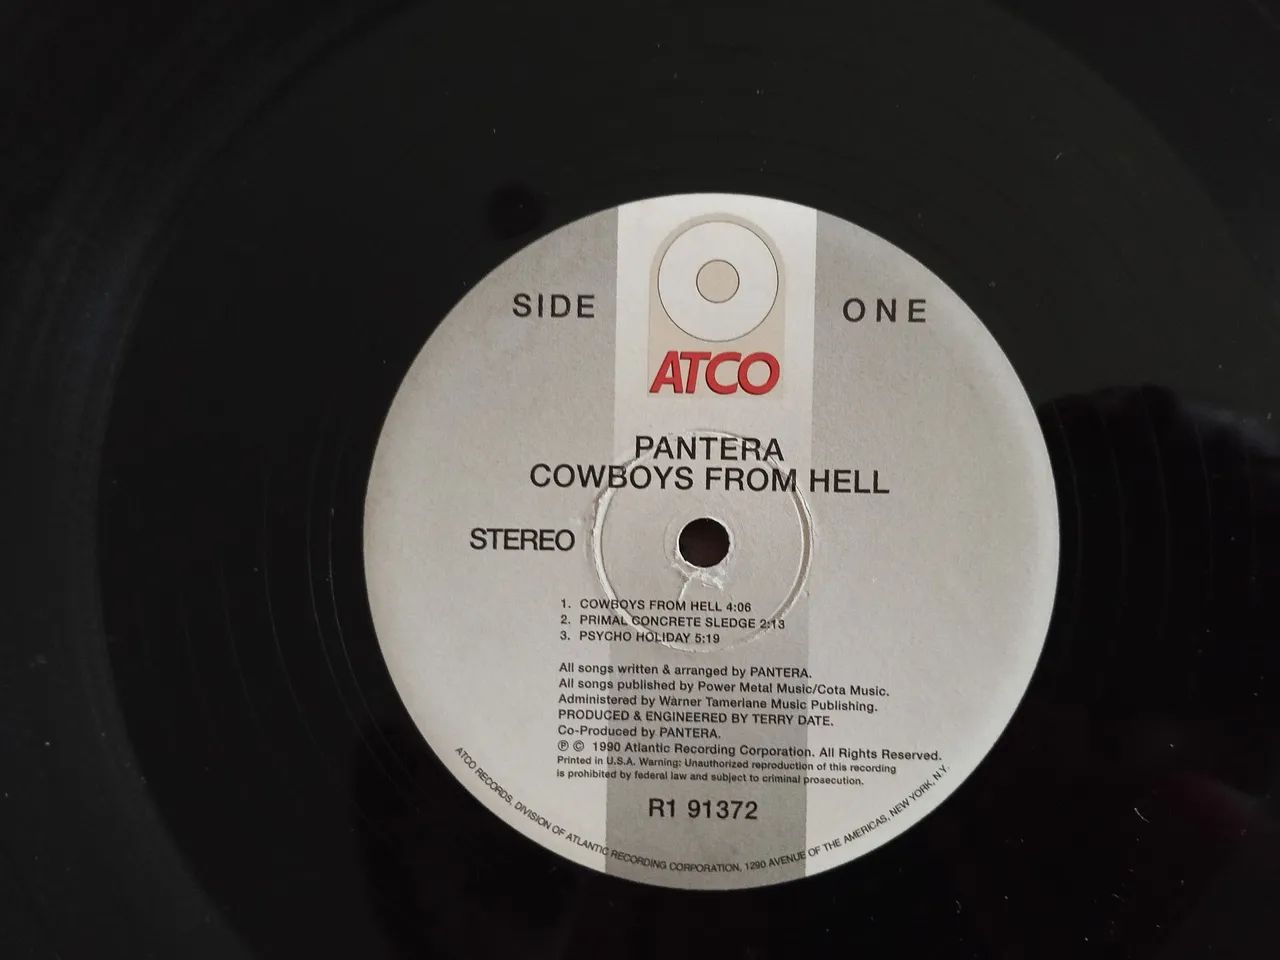 SIDE ONE
ATCO
PANTERA
COWBOYS FROM HELL
STEREO
1. COWBOYS FROM HELL 4:06
2. PRIMAL CONCRETE SLEDGE 2:13
3. PSYCHO HOLIDAY 5:19
All songs written & arranged by PANTERA.
All songs published by Power Metal Music/Cota Music.
Administered by Warner Tamerlane Music Publishing.
PRODUCED & ENGINEERED BY TERRY DATE.
Co-Produced by PANTERA.
℗ © 1990 Atlantic Recording Corporation. All Rights Reserved.
Printed in U.S.A. Warning: Unauthorized reproduction of this recording
is prohibited by federal law and subject to criminal prosecution.
R1 91372
ATCO RECORDS, DIVISION OF ATLANTIC RECORDING CORPORATION, 1290 AVENUE OF THE AMERICAS, NEW YORK, N.Y.